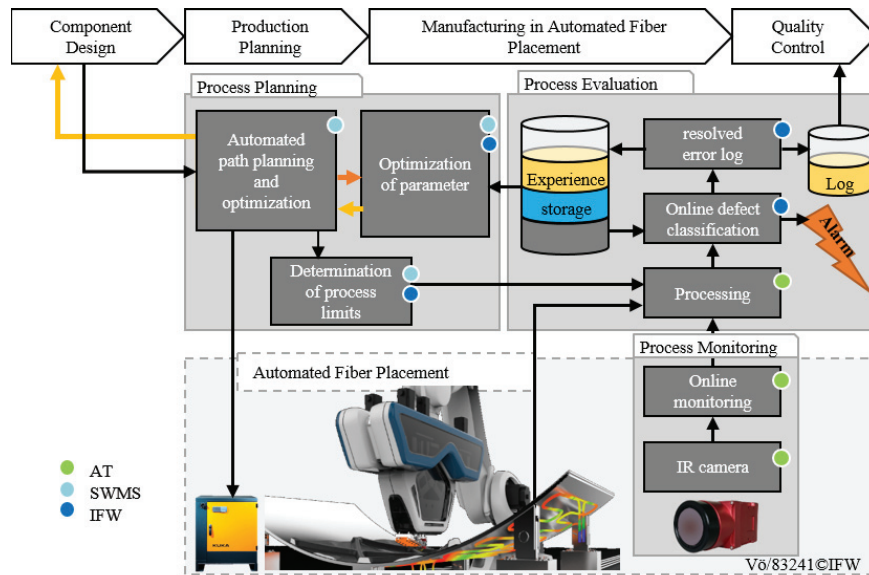 Component
Design
Production
Planning
Manufacturing in Automated Fiber
Placement
Quality
Control
Process Planning
Process Evaluation
Automated
path planning
and
optimization
Optimization
of parameter
Experience
storage
resolved
error log
Log
Online defect
classification
Alarm
Determination
of process
limits
Processing
Process Monitoring
Automated Fiber Placement
Online
monitoring
IR camera
AT
SWMS
IFW
KUKA
Vö/83241©IFW